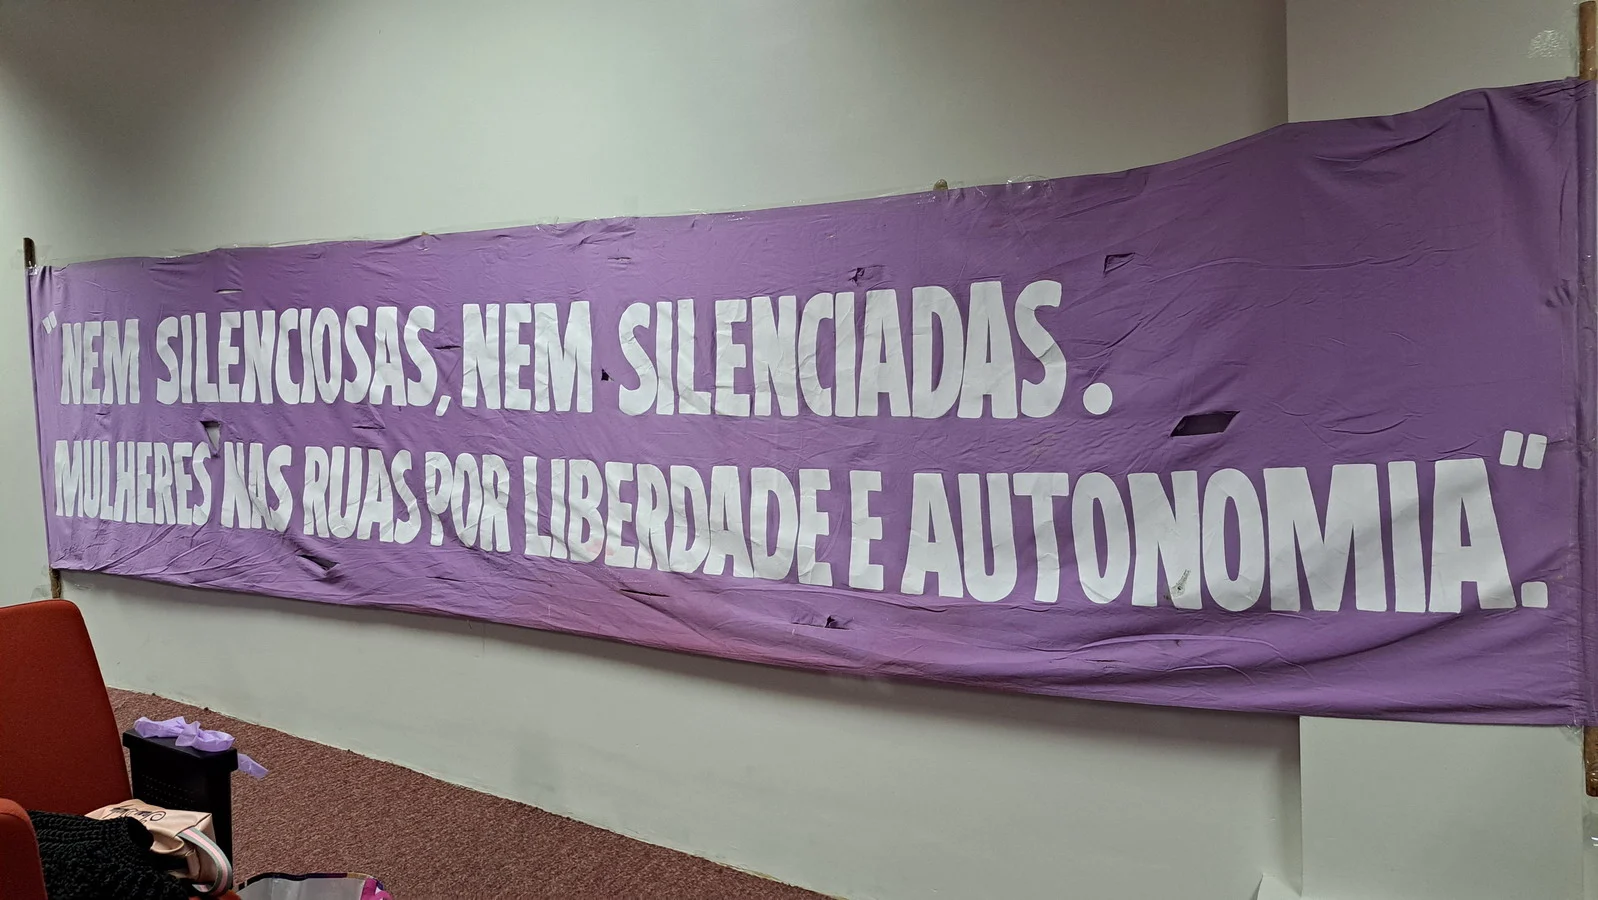 "NEM SILENCIOSAS, NEM SILENCIADAS.
MULHERES NAS RUAS POR LIBERDADE E AUTONOMIA."